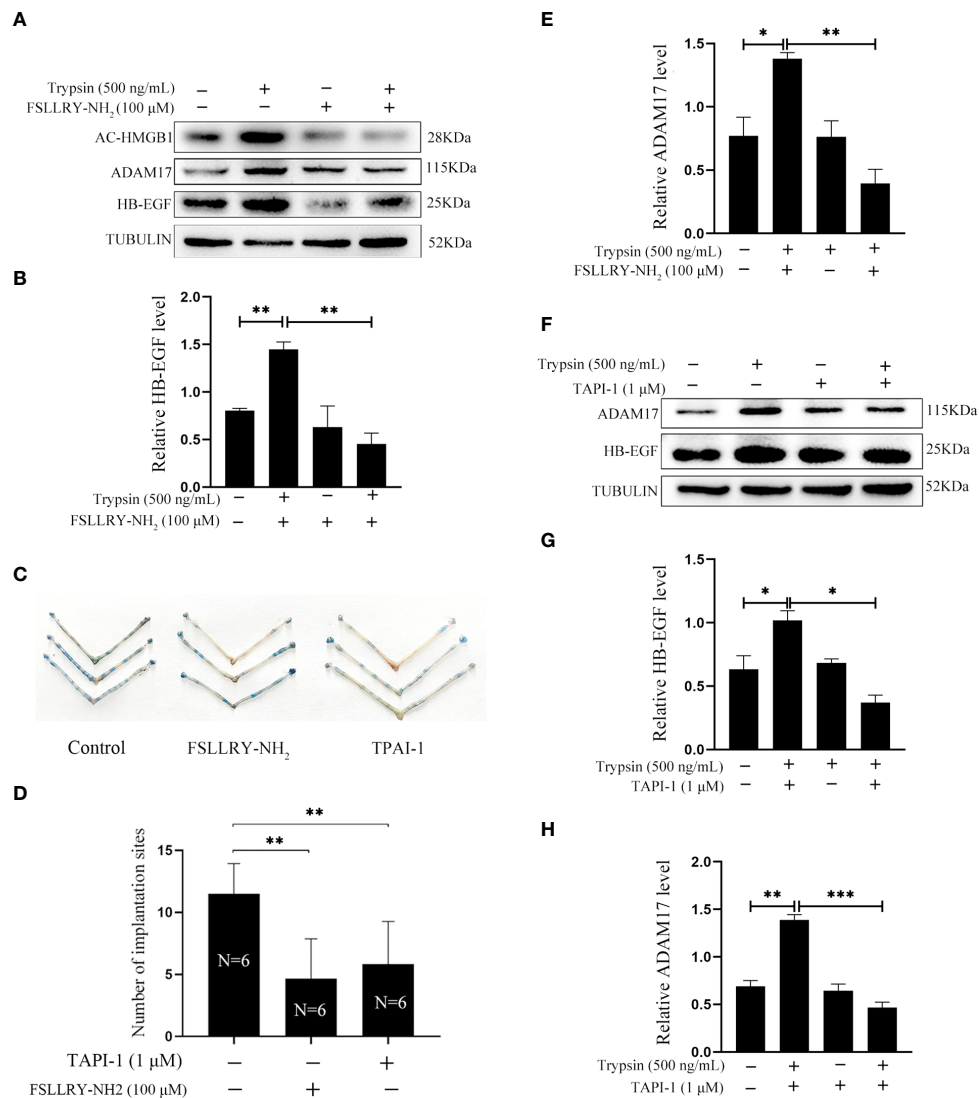 A
Trypsin (500 ng/mL) – + – +
FSLLRY-NH2 (100 μM) – – + +
AC-HMGB1 28KDa
ADAM17 115KDa
HB-EGF 25KDa
TUBULIN 52KDa
B
Relative HB-EGF level
2.0
1.5
1.0
0.5
0.0
** **
Trypsin (500 ng/mL) – + – +
FSLLRY-NH2 (100 μM) – + + +
C
Control FSLLRY-NH2 TPAI-1
D
Number of implantation sites
15
10
5
0
**
**
N=6 N=6 N=6
TAPI-1 (1 μM) – – +
FSLLRY-NH2 (100 μM) – + –
E
Relative ADAM17 level
1.5
1.0
0.5
0.0
* **
Trypsin (500 ng/mL) – + + +
FSLLRY-NH2 (100 μM) – + – +
F
Trypsin (500 ng/mL) – + – +
TAPI-1 (1 μM) – – + +
ADAM17 115KDa
HB-EGF 25KDa
TUBULIN 52KDa
G
Relative HB-EGF level
1.5
1.0
0.5
0.0
* *
Trypsin (500 ng/mL) – + + +
TAPI-1 (1 μM) – + – +
H
Relative ADAM17 level
2.0
1.5
1.0
0.5
0.0
** ***
Trypsin (500 ng/mL) – + – +
TAPI-1 (1 μM) – + + +